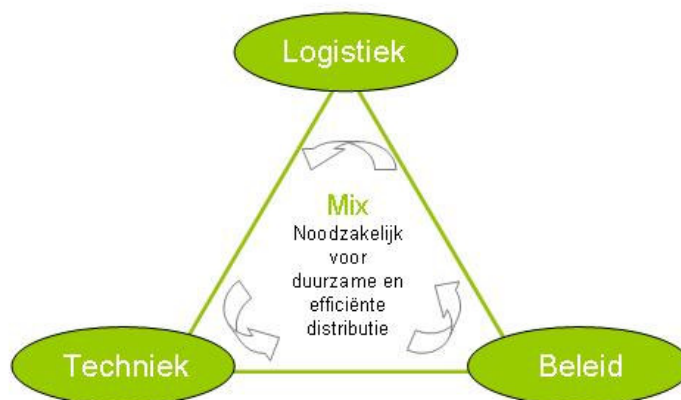 Logistiek
Mix
Noodzakelijk
voor
duurzame en
efficiënte
distributie
Techniek
Beleid